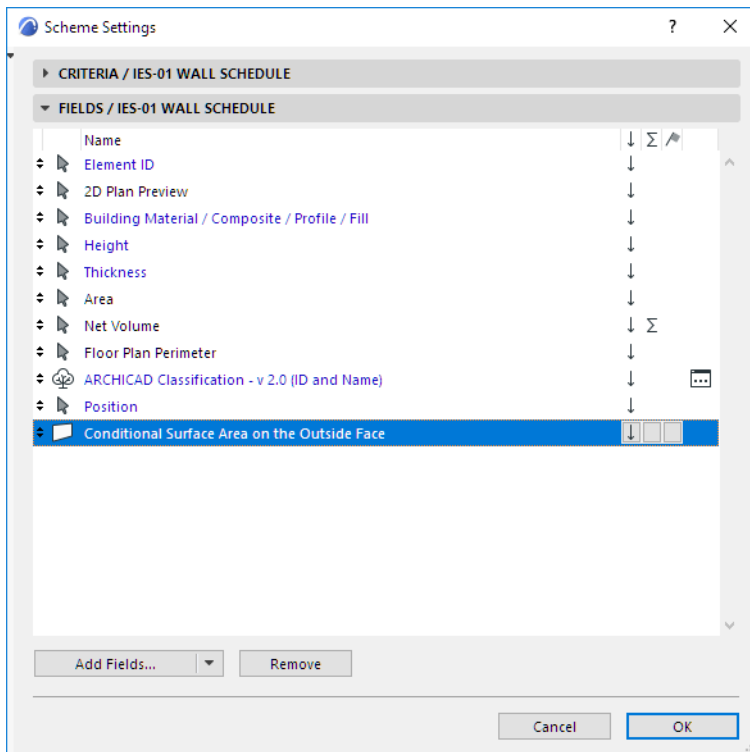 Scheme Settings
CRITERIA / IES-01 WALL SCHEDULE
FIELDS / IES-01 WALL SCHEDULE
Name
Element ID
2D Plan Preview
Building Material / Composite / Profile / Fill
Height
Thickness
Area
Net Volume
Floor Plan Perimeter
ARCHICAD Classification - v 2.0 (ID and Name)
Position
Conditional Surface Area on the Outside Face
Add Fields... Remove
Cancel OK